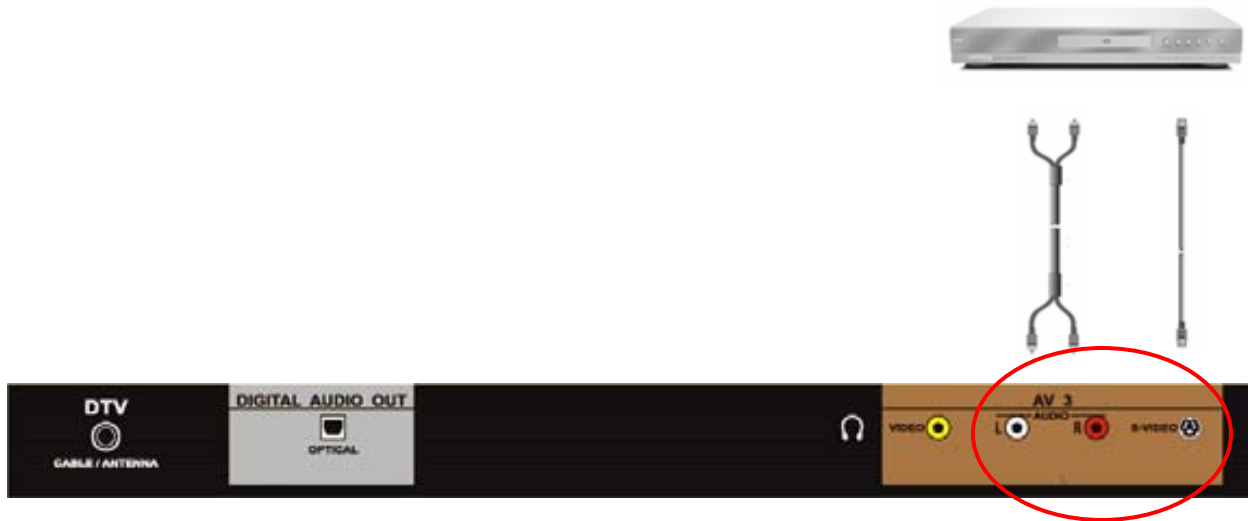 DTV
CABLE / ANTENNA
DIGITAL AUDIO OUT
OPTICAL
AV 3
AUDIO
VIDEO
L
R
S-VIDEO